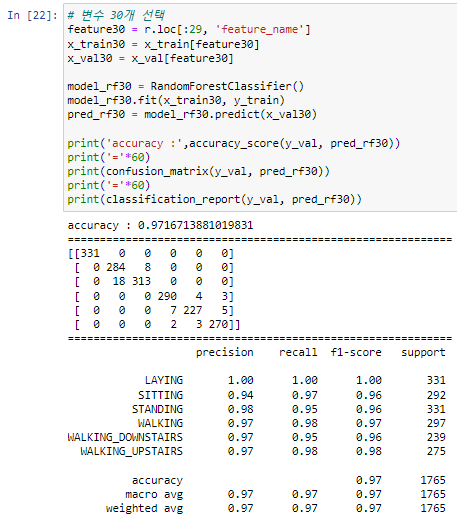 In [22]:
# 변수 30개 선택
feature30 = r.loc[:29, 'feature_name']
x_train30 = x_train[feature30]
x_val30 = x_val[feature30]

model_rf30 = RandomForestClassifier()
model_rf30.fit(x_train30, y_train)
pred_rf30 = model_rf30.predict(x_val30)

print('accuracy :',accuracy_score(y_val, pred_rf30))
print('='*60)
print(confusion_matrix(y_val, pred_rf30))
print('='*60)
print(classification_report(y_val, pred_rf30))

accuracy : 0.9716713881019831
============================================================
[[331   0   0   0   0   0]
 [  0 284   8   0   0   0]
 [  0  18 313   0   0   0]
 [  0   0   0 290   4   3]
 [  0   0   0   7 227   5]
 [  0   0   0   2   3 270]]
============================================================
                    precision    recall  f1-score   support

            LAYING       1.00      1.00      1.00       331
           SITTING       0.94      0.97      0.96       292
          STANDING       0.98      0.95      0.96       331
           WALKING       0.97      0.98      0.97       297
WALKING_DOWNSTAIRS       0.97      0.95      0.96       239
  WALKING_UPSTAIRS       0.97      0.98      0.98       275

          accuracy                           0.97      1765
         macro avg       0.97      0.97      0.97      1765
      weighted avg       0.97      0.97      0.97      1765